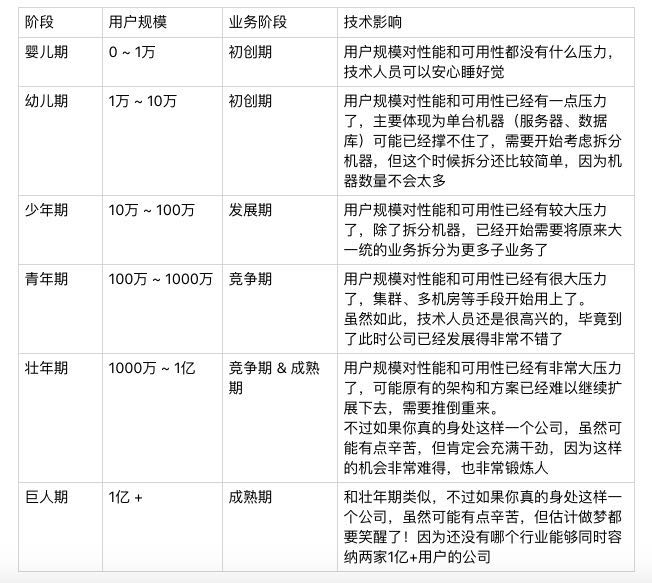 阶段 用户规模 业务阶段 技术影响
婴儿期 0 ~ 1万 初创期 用户规模对性能和可用性都没有什么压力，
技术人员可以安心睡好觉
幼儿期 1万 ~ 10万 初创期 用户规模对性能和可用性已经有一点压力
了，主要体现为单台机器（服务器、数据
库）可能已经撑不住了，需要开始考虑拆分
机器，但这个时候拆分还比较简单，因为机
器数量不会太多
少年期 10万 ~ 100万 发展期 用户规模对性能和可用性已经有较大压力
了，除了拆分机器，已经开始需要将原来大
一统的业务拆分为更多子业务了
青年期 100万 ~ 1000万 竞争期 用户规模对性能和可用性已经有很大压力
了，集群、多机房等手段开始用上了。
虽然如此，技术人员还是很高兴的，毕竟到
了此时公司已经发展得非常不错了
壮年期 1000万 ~ 1亿 竞争期 & 成熟 用户规模对性能和可用性已经有非常大压力
期 了，可能原有的架构和方案已经难以继续扩
展下去，需要推倒重来。
不过如果你真的身处这样一个公司，虽然可
能有点辛苦，但肯定会充满干劲，因为这样
的机会非常难得，也非常锻炼人
巨人期 1亿 + 成熟期 和壮年期类似，不过如果你真的身处这样一
个公司，虽然可能有点辛苦，但估计做梦都
要笑醒了！因为还没有哪个行业能够同时容
纳两家1亿+用户的公司